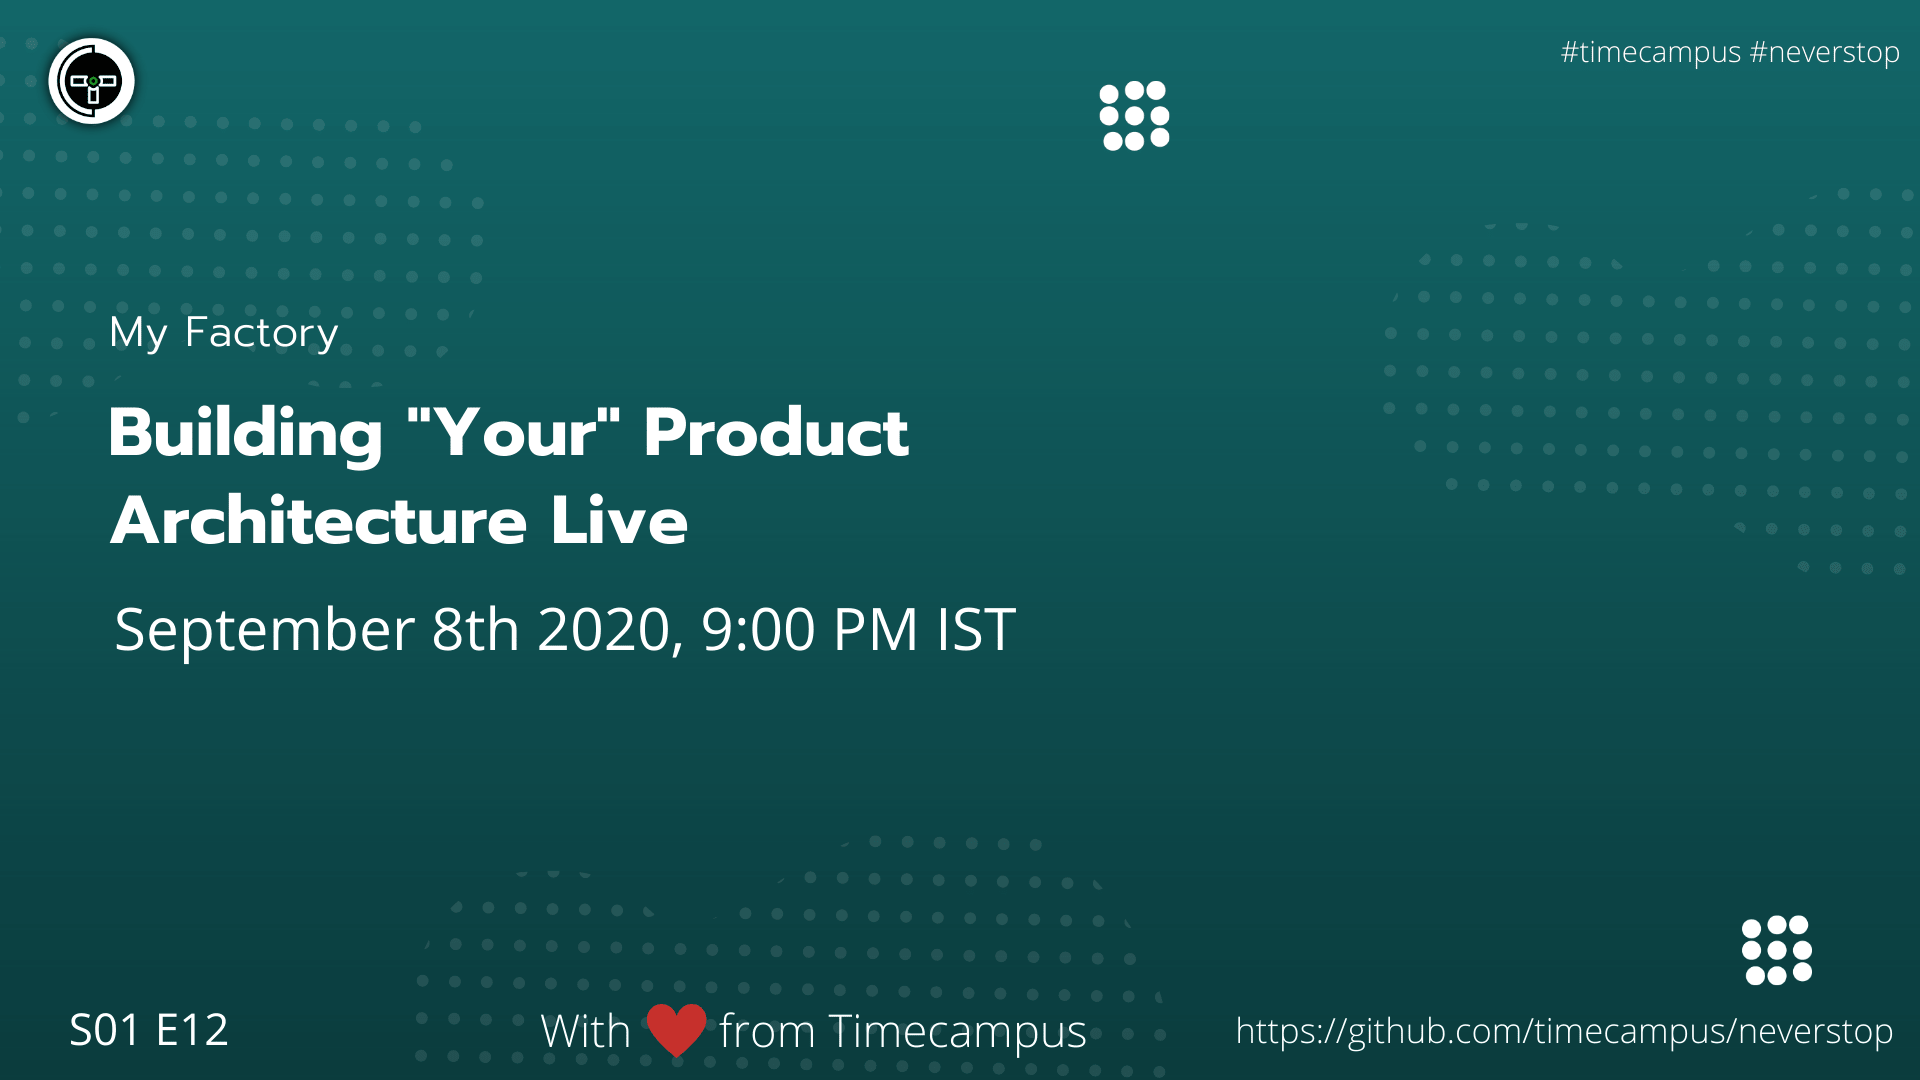 #timecampus #neverstop
My Factory
Building "Your" Product
Architecture Live
September 8th 2020, 9:00 PM IST
S01 E12
With ❤ from Timecampus
https://github.com/timecampus/neverstop